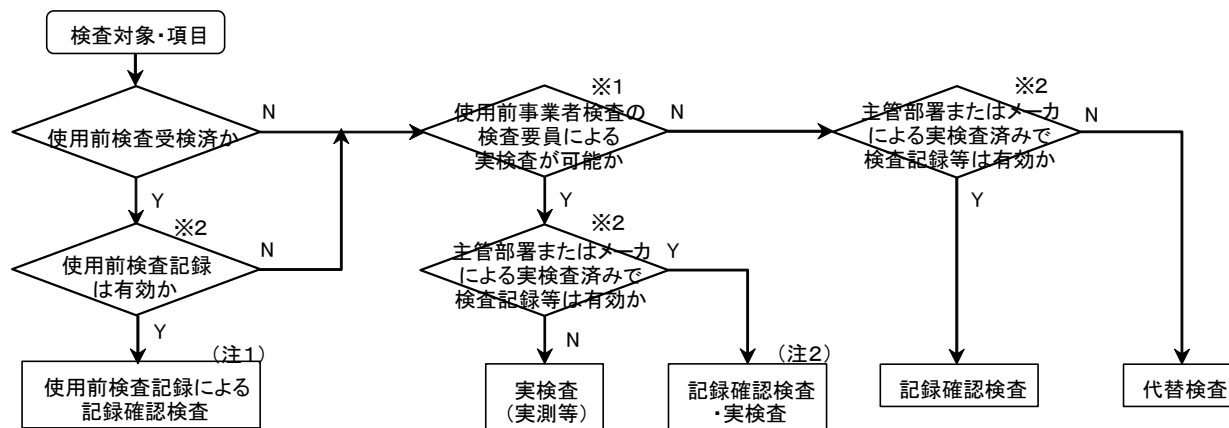 検査対象・項目
使用前検査受検済か
N
Y
※2
使用前検査記録
は有効か
N
Y
(注1)
使用前検査記録による
記録確認検査
※1
使用前事業者検査の
検査要員による
実検査が可能か
N
Y
※2
主管部署またはメーカ
による実検査済みで
検査記録等は有効か
Y
N
実検査
(実測等)
(注2)
記録確認検査
・実検査
※2
主管部署またはメーカ
による実検査済みで
検査記録等は有効か
N
Y
記録確認検査
代替検査